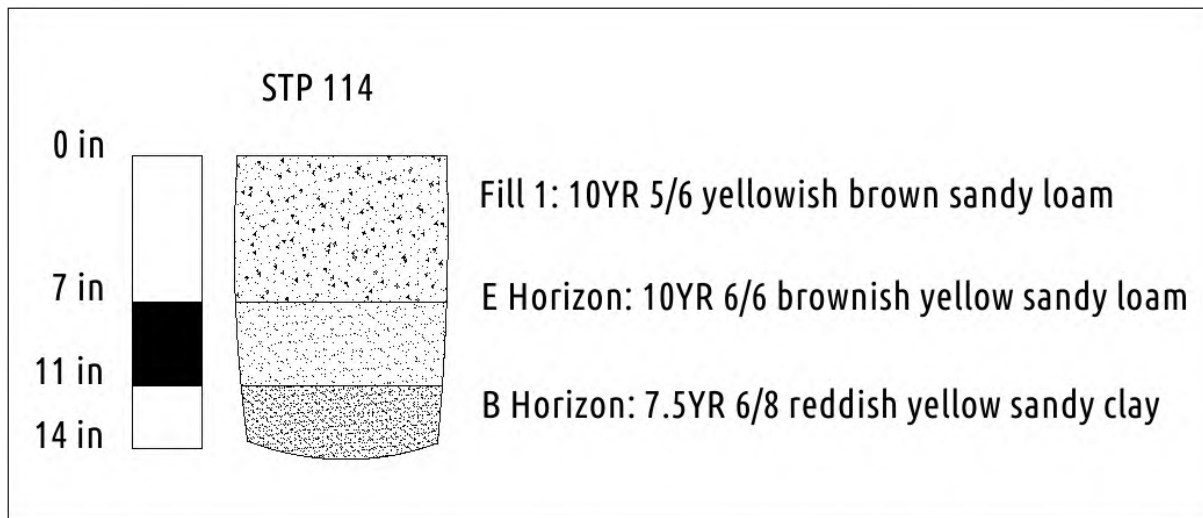 STP 114
0 in
Fill 1: 10YR 5/6 yellowish brown sandy loam
7 in
E Horizon: 10YR 6/6 brownish yellow sandy loam
11 in
B Horizon: 7.5YR 6/8 reddish yellow sandy clay
14 in